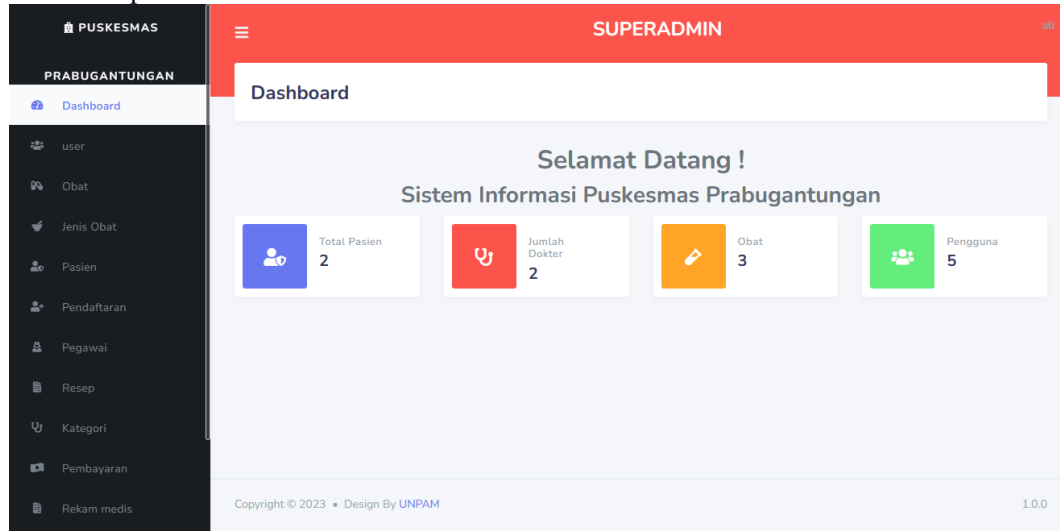 PUSKESMAS
PRABUGANTUNGAN
Dashboard
user
Obat
Jenis Obat
Pasien
Pendaftaran
Pegawai
Resep
Kategori
Pembayaran
Rekam medis
SUPERADMIN
ali
Dashboard
Selamat Datang !
Sistem Informasi Puskesmas Prabugantungan
Total Pasien
2
Jumlah
Dokter
2
Obat
3
Pengguna
5
Copyright © 2023 • Design By UNPAM
1.0.0